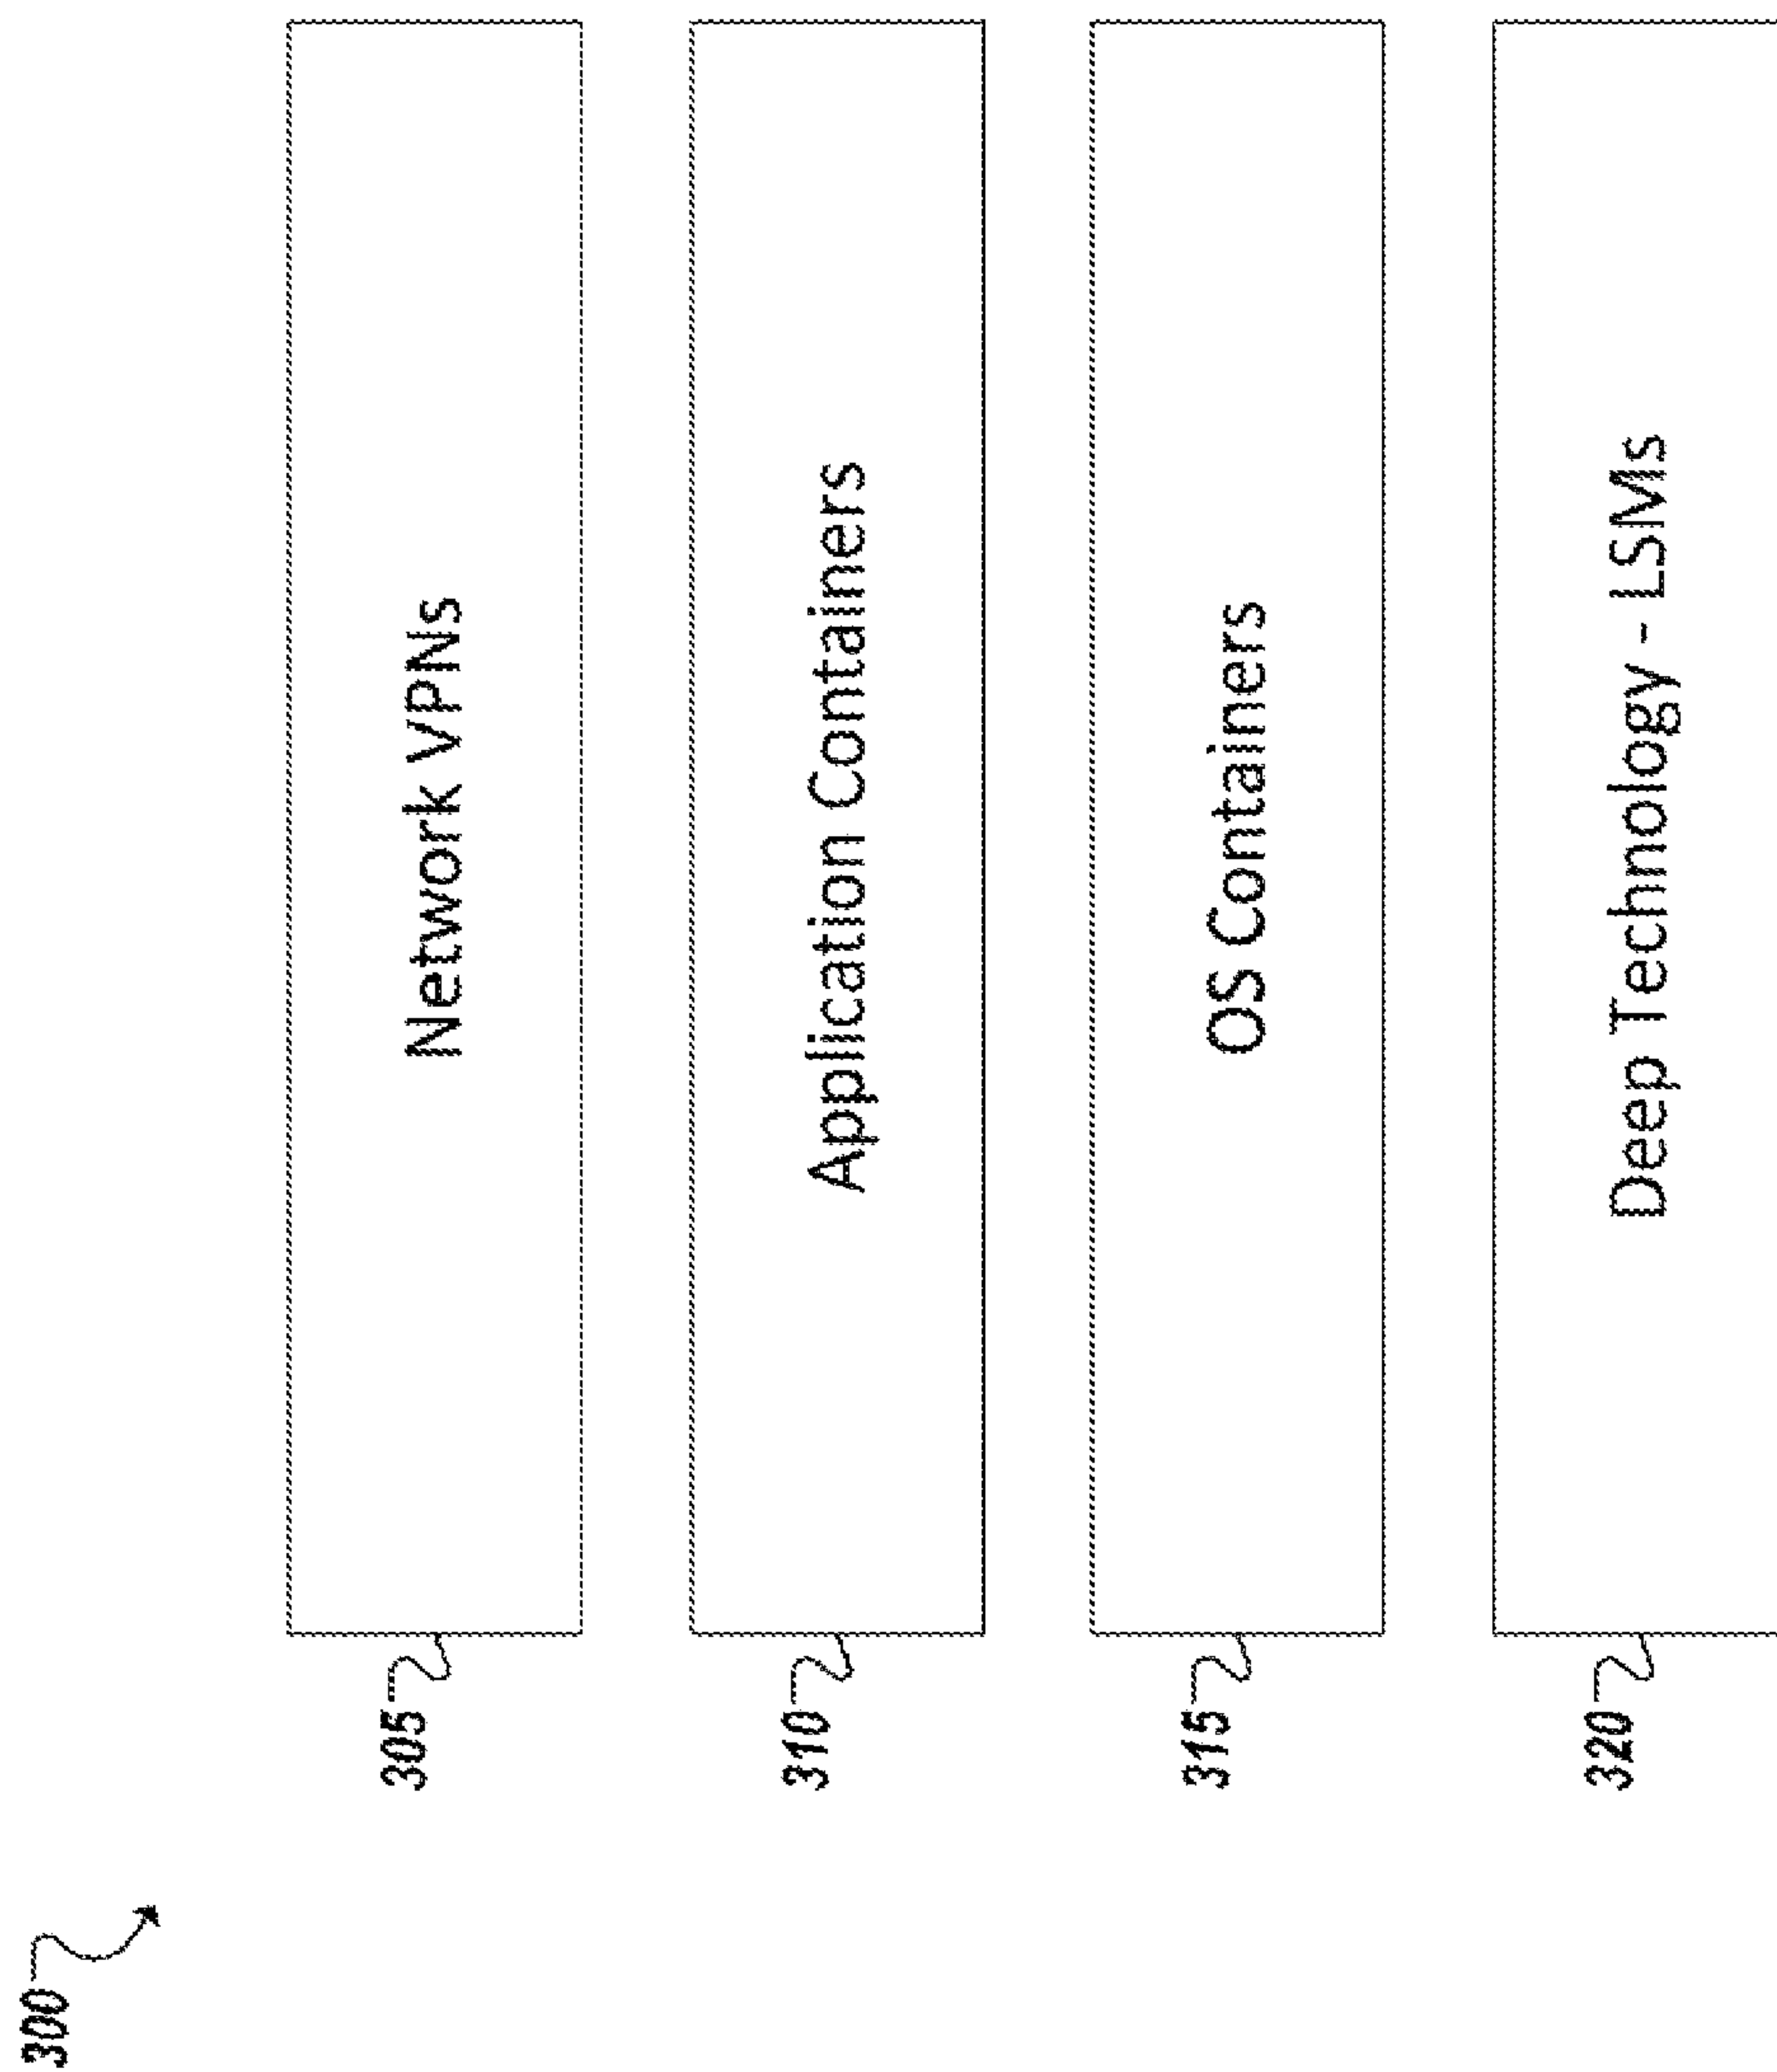 300
305
Network VPNs
310
Application Containers
315
OS Containers
320
Deep Technology - LSMs